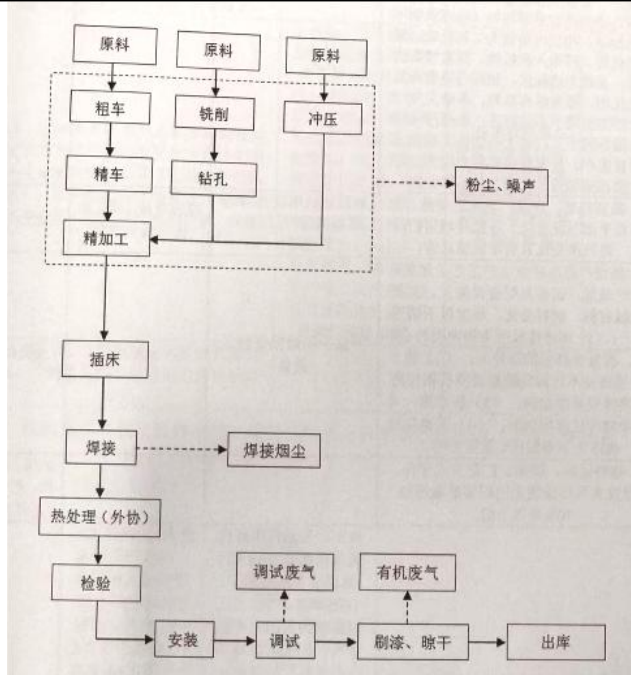 原料
原料
原料
粗车
铣削
冲压
精车
钻孔
粉尘、噪声
精加工
插床
焊接
焊接烟尘
热处理（外协）
检验
调试废气
有机废气
安装
调试
刷漆、晾干
出库